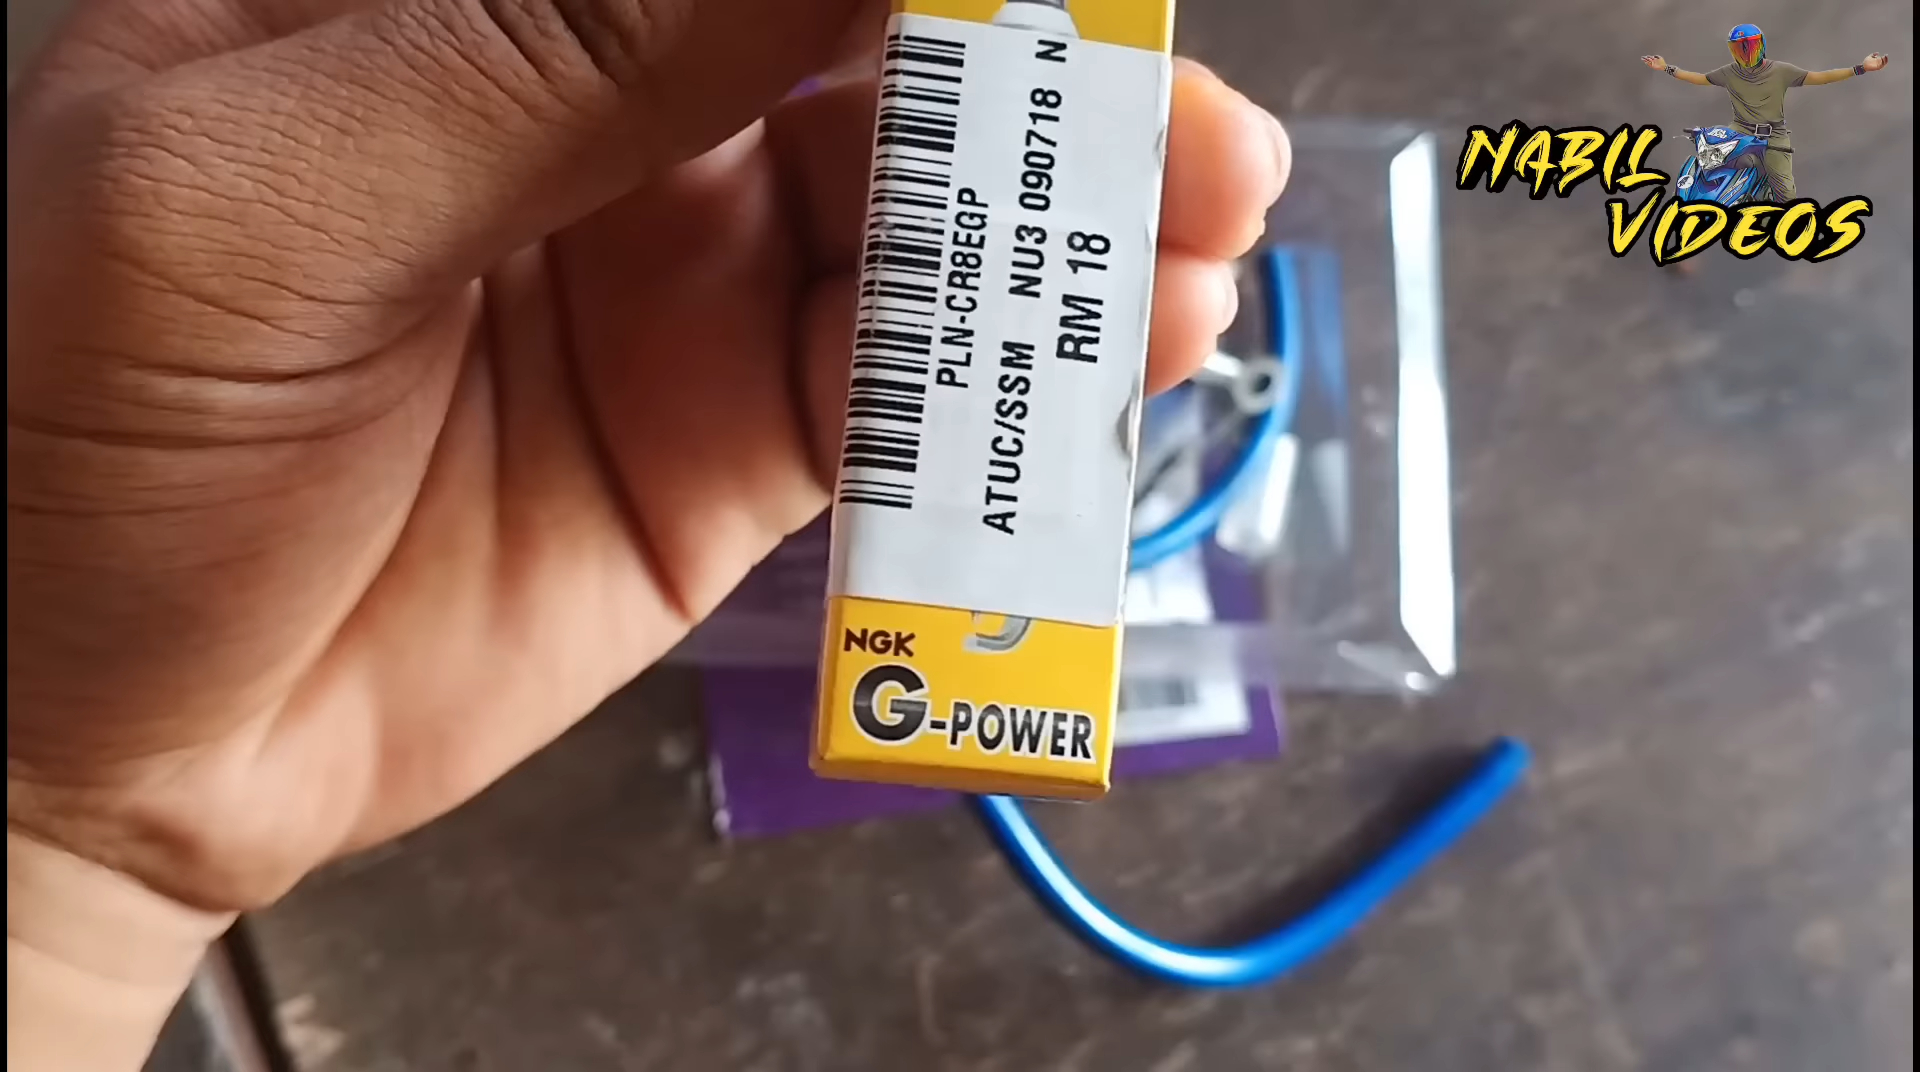 NABIL
VIDEOS
PLN-CR8EGP
ATUC/SSM NU3 090718 N
RM 18
NGK
G-POWER